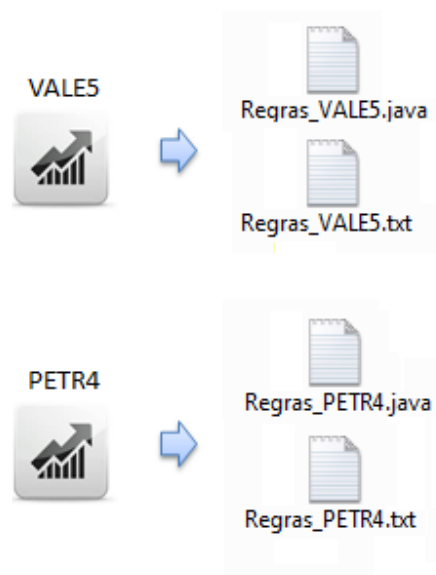 VALE5
Regras_VALE5.java
Regras_VALE5.txt
PETR4
Regras_PETR4.java
Regras_PETR4.txt